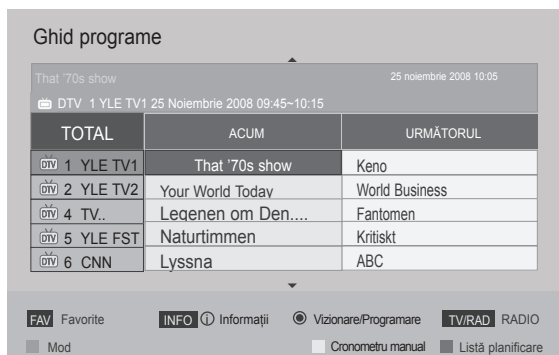 Ghid programe
That '70s show 25 noiembrie 2008 10:05
DTV 1 YLE TV1 25 Noiembrie 2008 09:45~10:15
TOTAL ACUM URMĂTORUL
DTV 1 YLE TV1 That '70s show Keno
DTV 2 YLE TV2 Your World Today World Business
DTV 4 TV.. Legenen om Den.... Fantomen
DTV 5 YLE FST Naturtimmen Kritiskt
DTV 6 CNN Lyssna ABC
FAV Favorite INFO i Informații Vizionare/Programare TV/RAD RADIO
Mod Cronometru manual Listă planificare